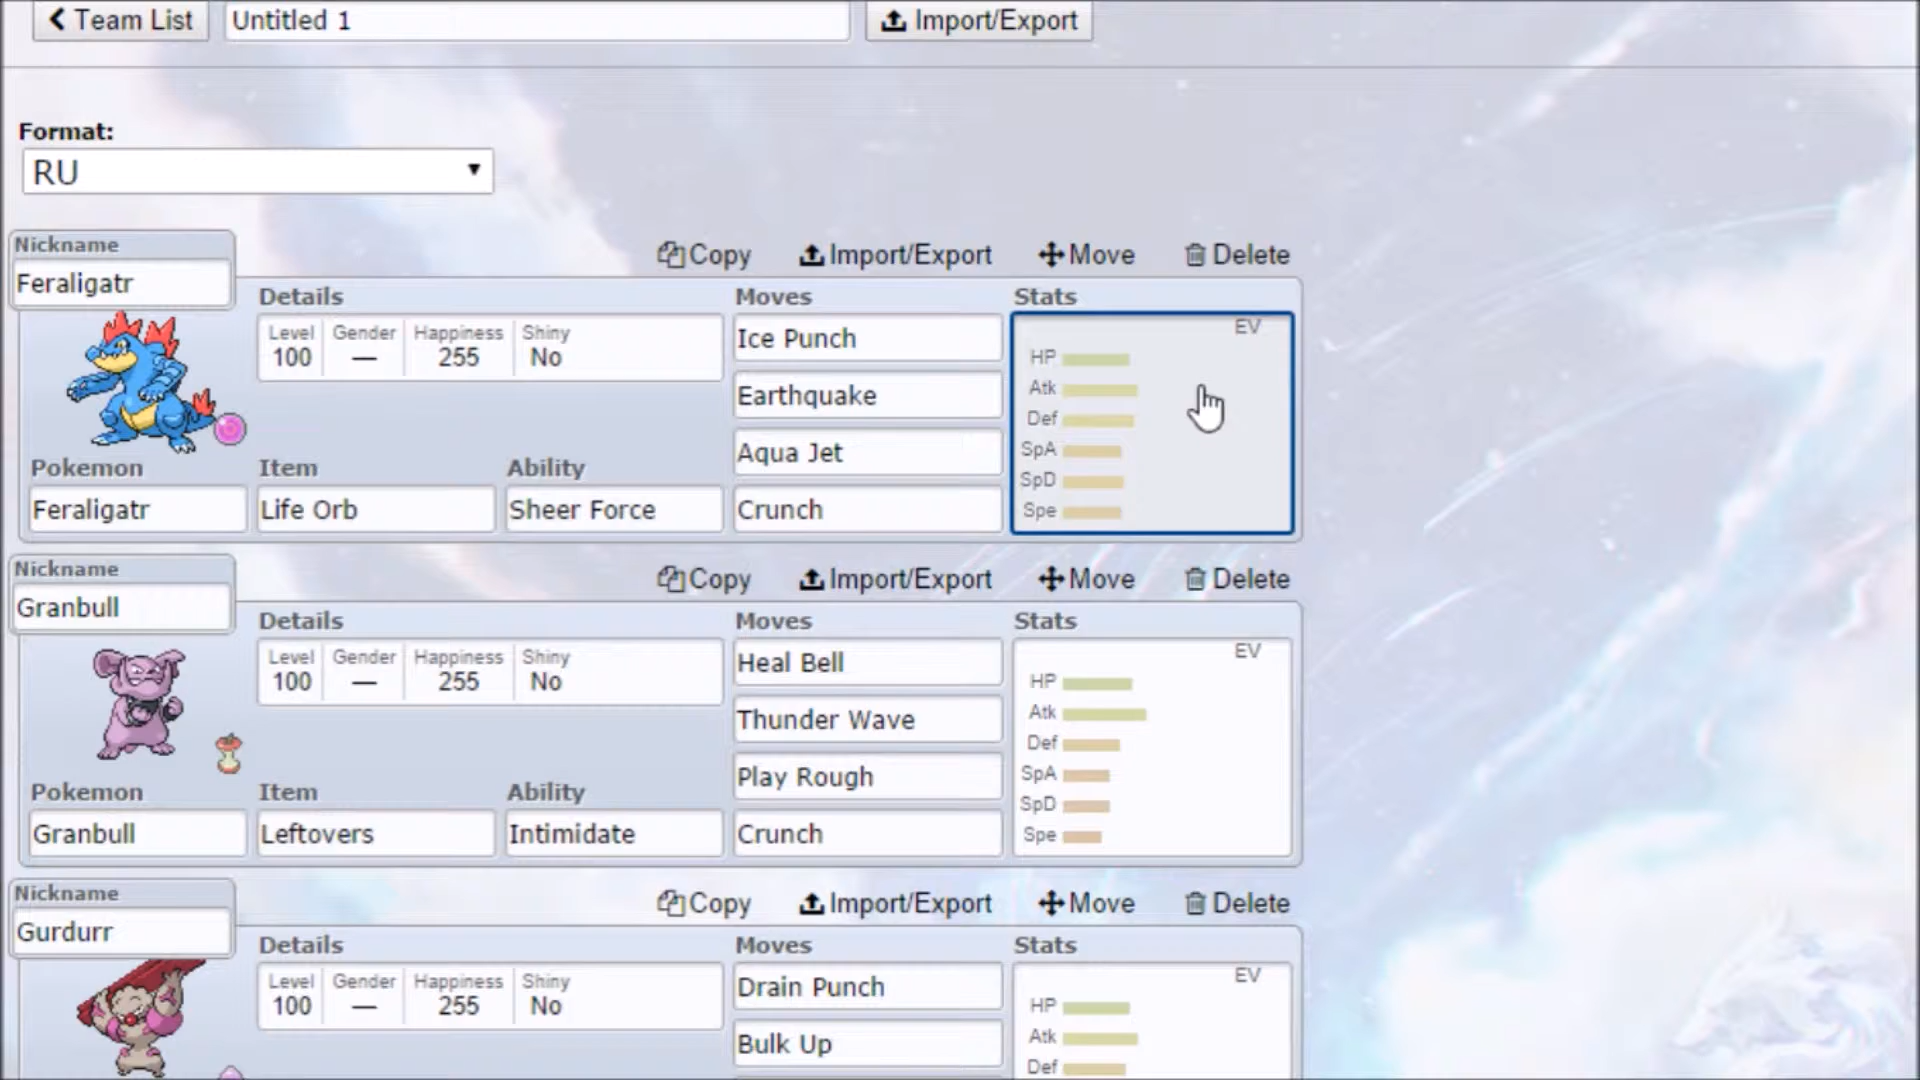 Team List
Untitled 1
Import/Export
Format:
RU
Nickname
Feraligatr
Copy Import/Export Move Delete
Details Moves Stats
Level Gender Happiness Shiny
100 — 255 No
Ice Punch
Earthquake
Aqua Jet
Crunch
EV
HP
Atk
Def
SpA
SpD
Spe
Pokemon Item Ability
Feraligatr Life Orb Sheer Force
Nickname
Granbull
Copy Import/Export Move Delete
Details Moves Stats
Level Gender Happiness Shiny
100 — 255 No
Heal Bell
Thunder Wave
Play Rough
Crunch
EV
HP
Atk
Def
SpA
SpD
Spe
Pokemon Item Ability
Granbull Leftovers Intimidate
Nickname
Gurdurr
Copy Import/Export Move Delete
Details Moves Stats
Level Gender Happiness Shiny
100 — 255 No
Drain Punch
Bulk Up
EV
HP
Atk
Def